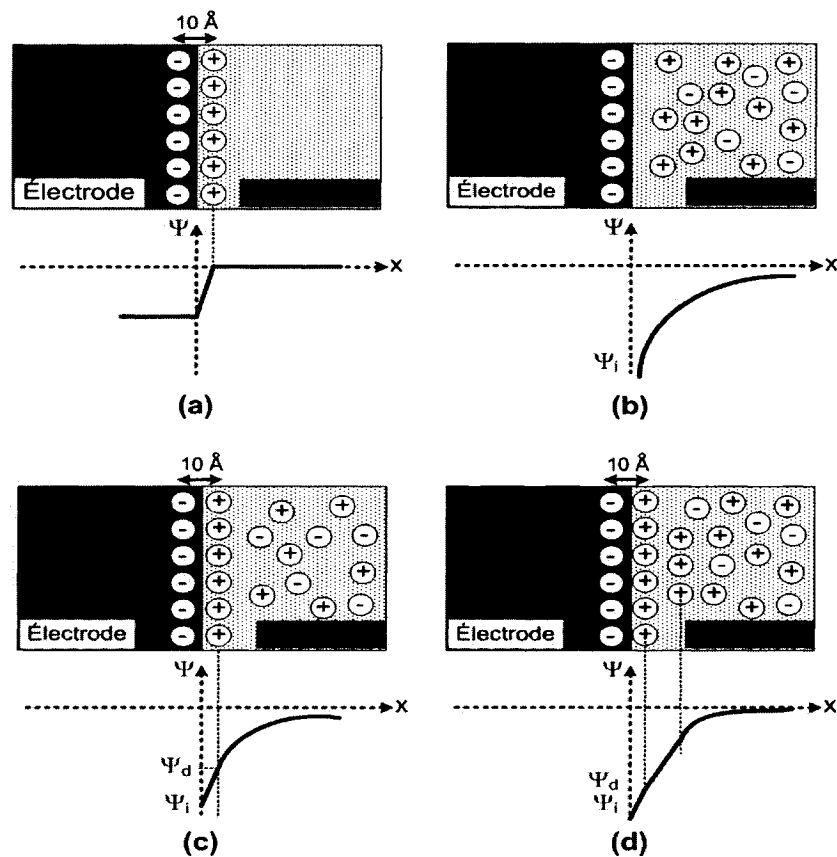 10 Å
Électrode
Ψ
x
(a)
Électrode
Ψ
x
Ψi
(b)
10 Å
Électrode
Ψ
x
Ψd
Ψi
(c)
10 Å
Électrode
Ψ
x
Ψd
Ψi
(d)